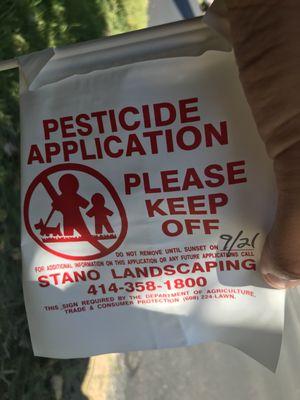 PESTICIDE
APPLICATION
PLEASE
KEEP
OFF
DO NOT REMOVE UNTIL SUNSET ON 9/21
FOR ADDITIONAL INFORMATION ON THIS APPLICATION OR ANY FUTURE APPLICATIONS CALL
STANO LANDSCAPING
414-358-1800
THIS SIGN REQUIRED BY THE DEPARTMENT OF AGRICULTURE,
TRADE & CONSUMER PROTECTION (608) 224-LAWN.